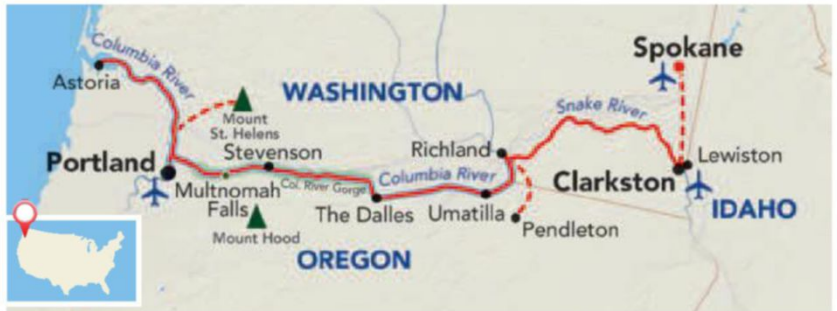 Columbia River
Astoria
WASHINGTON
Mount
St. Helens
Spokane
Snake River
Portland
Stevenson
Richland
Lewiston
Clarkston
Multnomah
Falls
Col. River Gorge
Columbia River
The Dalles
Umatilla
Pendleton
IDAHO
Mount Hood
OREGON